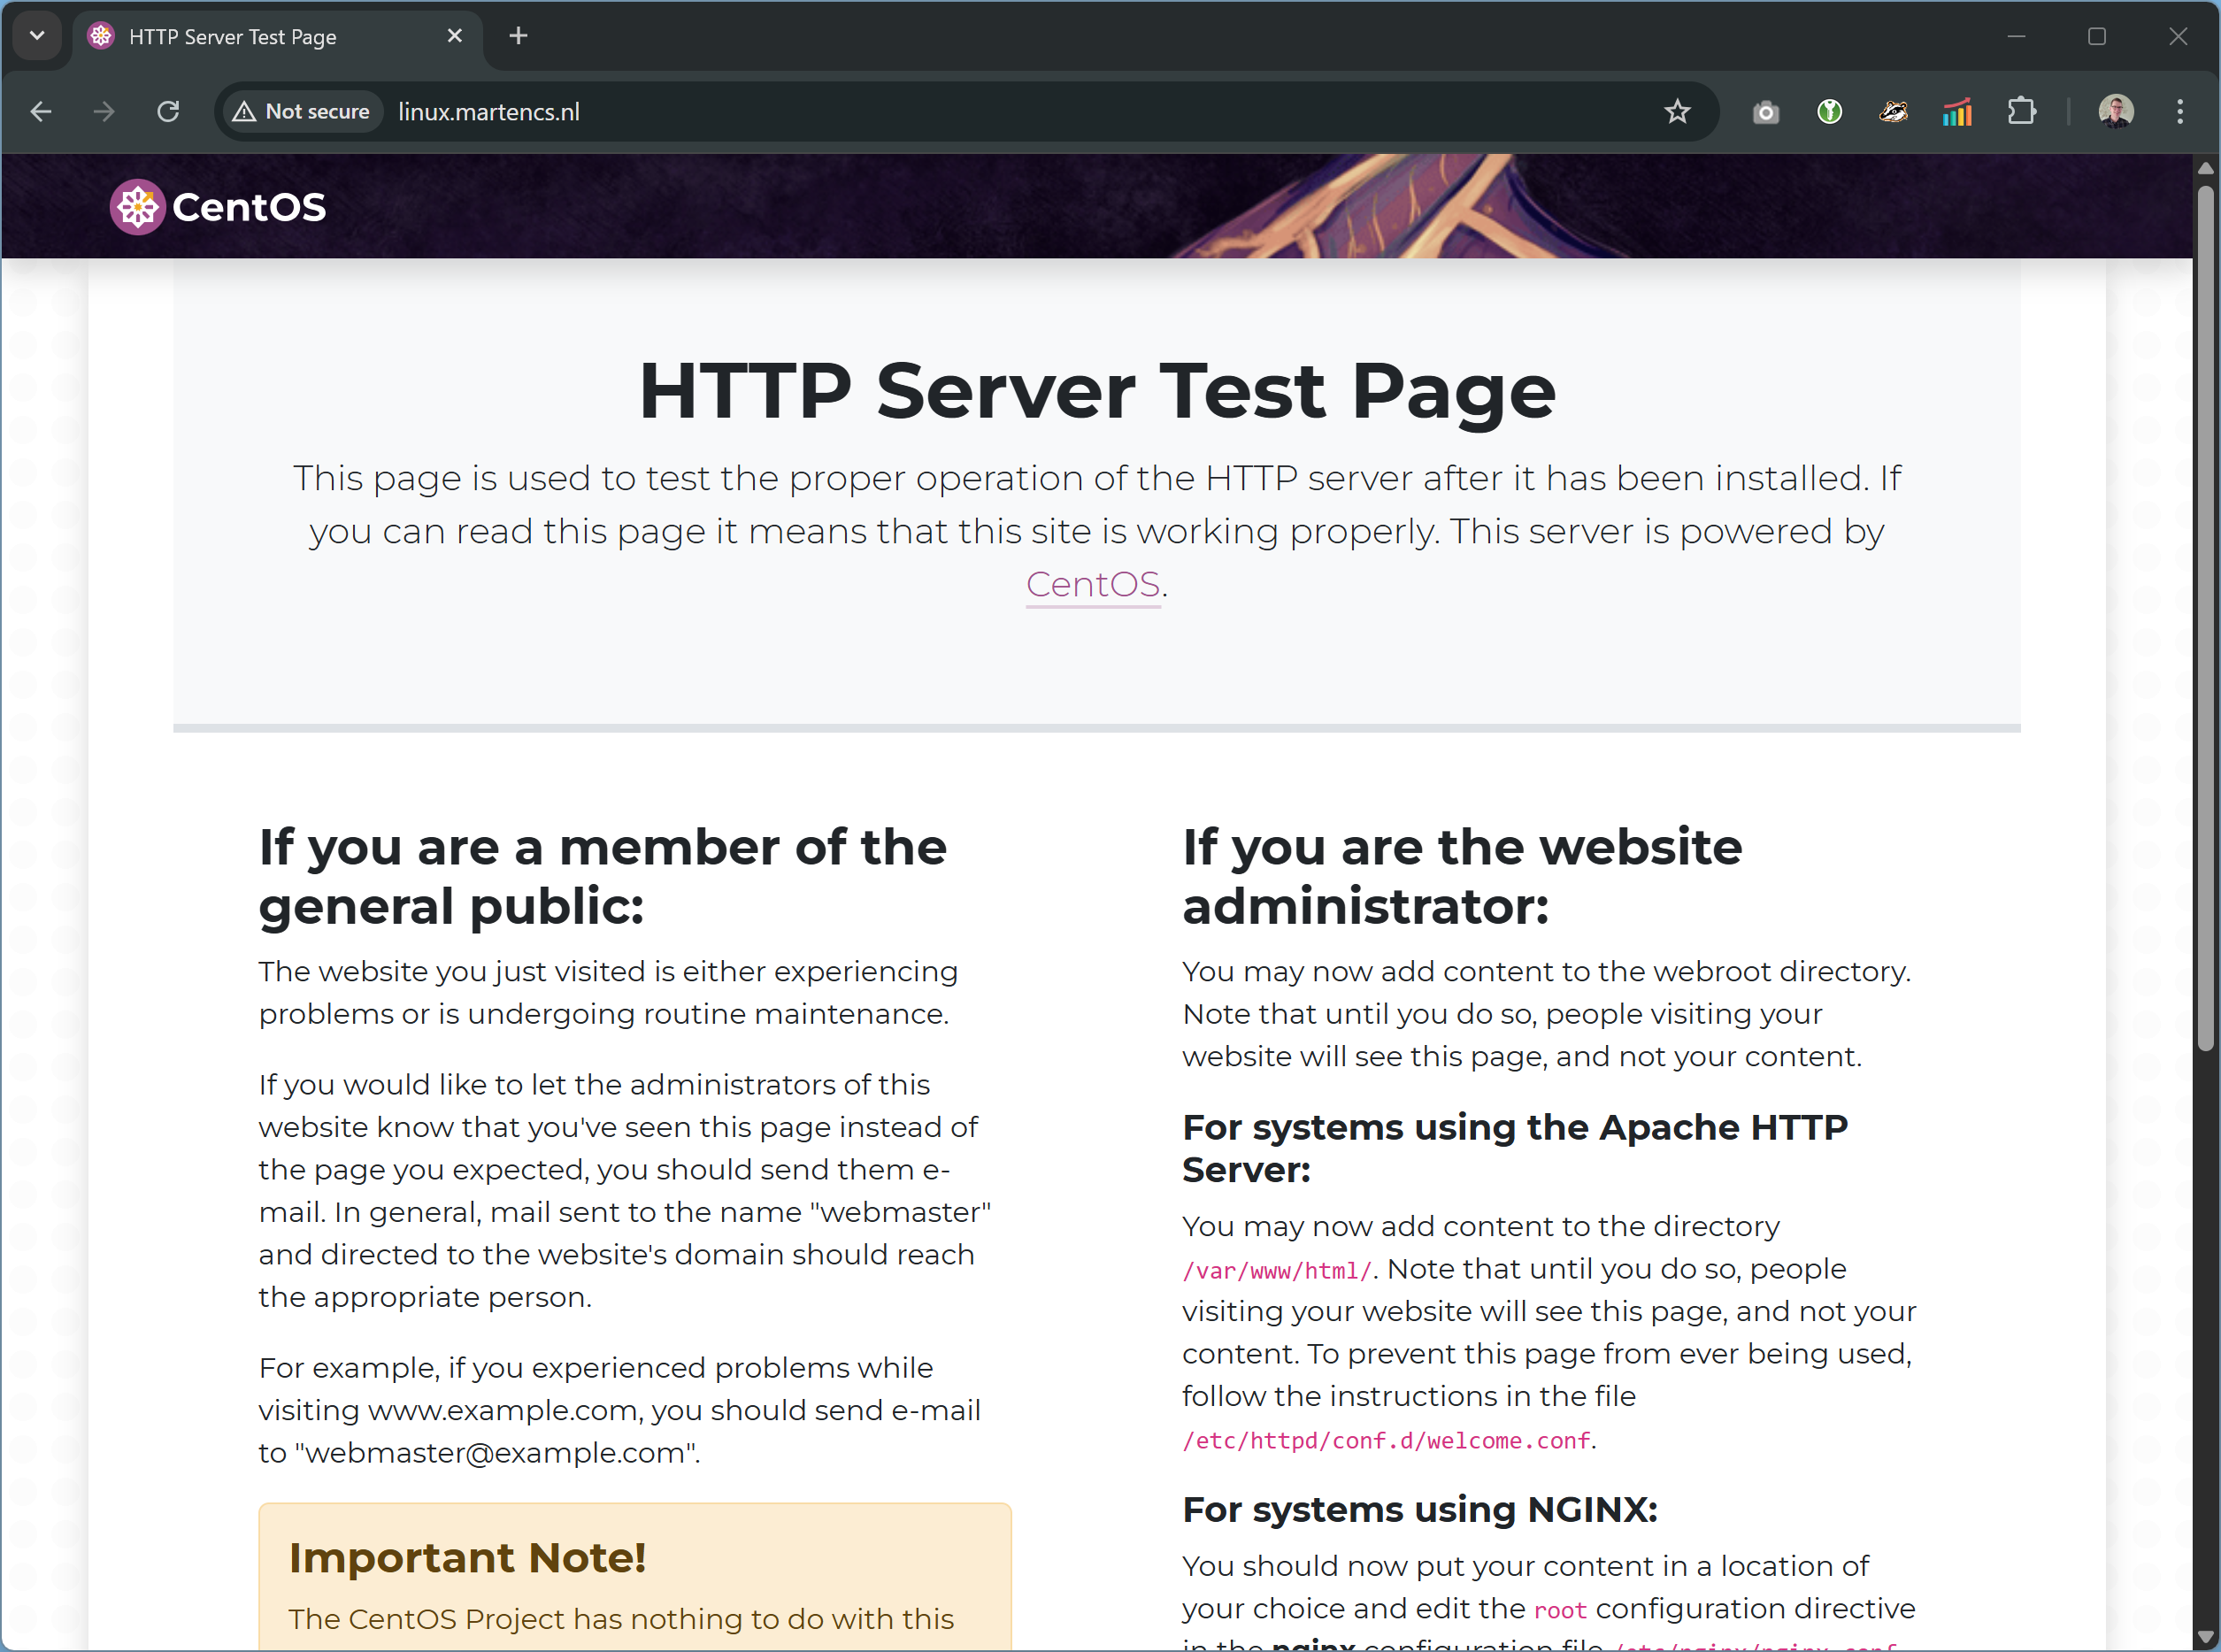 HTTP Server Test Page
Not secure
linux.martencs.nl
CentOS
HTTP Server Test Page
This page is used to test the proper operation of the HTTP server after it has been installed. If
you can read this page it means that this site is working properly. This server is powered by
CentOS.
If you are a member of the
general public:
The website you just visited is either experiencing
problems or is undergoing routine maintenance.
If you would like to let the administrators of this
website know that you've seen this page instead of
the page you expected, you should send them e-
mail. In general, mail sent to the name "webmaster"
and directed to the website's domain should reach
the appropriate person.
For example, if you experienced problems while
visiting www.example.com, you should send e-mail
to "webmaster@example.com".
Important Note!
The CentOS Project has nothing to do with this
If you are the website
administrator:
You may now add content to the webroot directory.
Note that until you do so, people visiting your
website will see this page, and not your content.
For systems using the Apache HTTP
Server:
You may now add content to the directory
/var/www/html/. Note that until you do so, people
visiting your website will see this page, and not your
content. To prevent this page from ever being used,
follow the instructions in the file
/etc/httpd/conf.d/welcome.conf.
For systems using NGINX:
You should now put your content in a location of
your choice and edit the root configuration directive
in the nginx configuration file /etc/nginx/nginx.conf